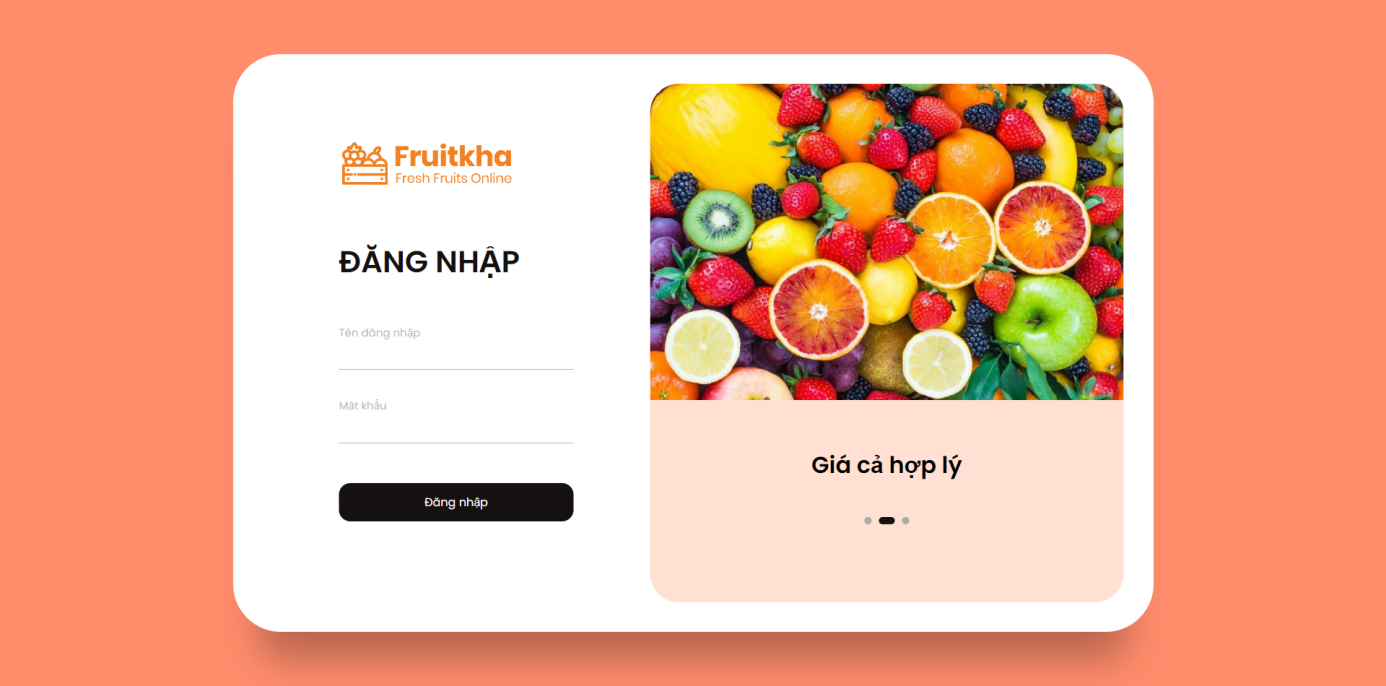 Fruitkha
Fresh Fruits Online
ĐĂNG NHẬP
Tên đăng nhập
Mật khẩu
Đăng nhập
Giá cả hợp lý